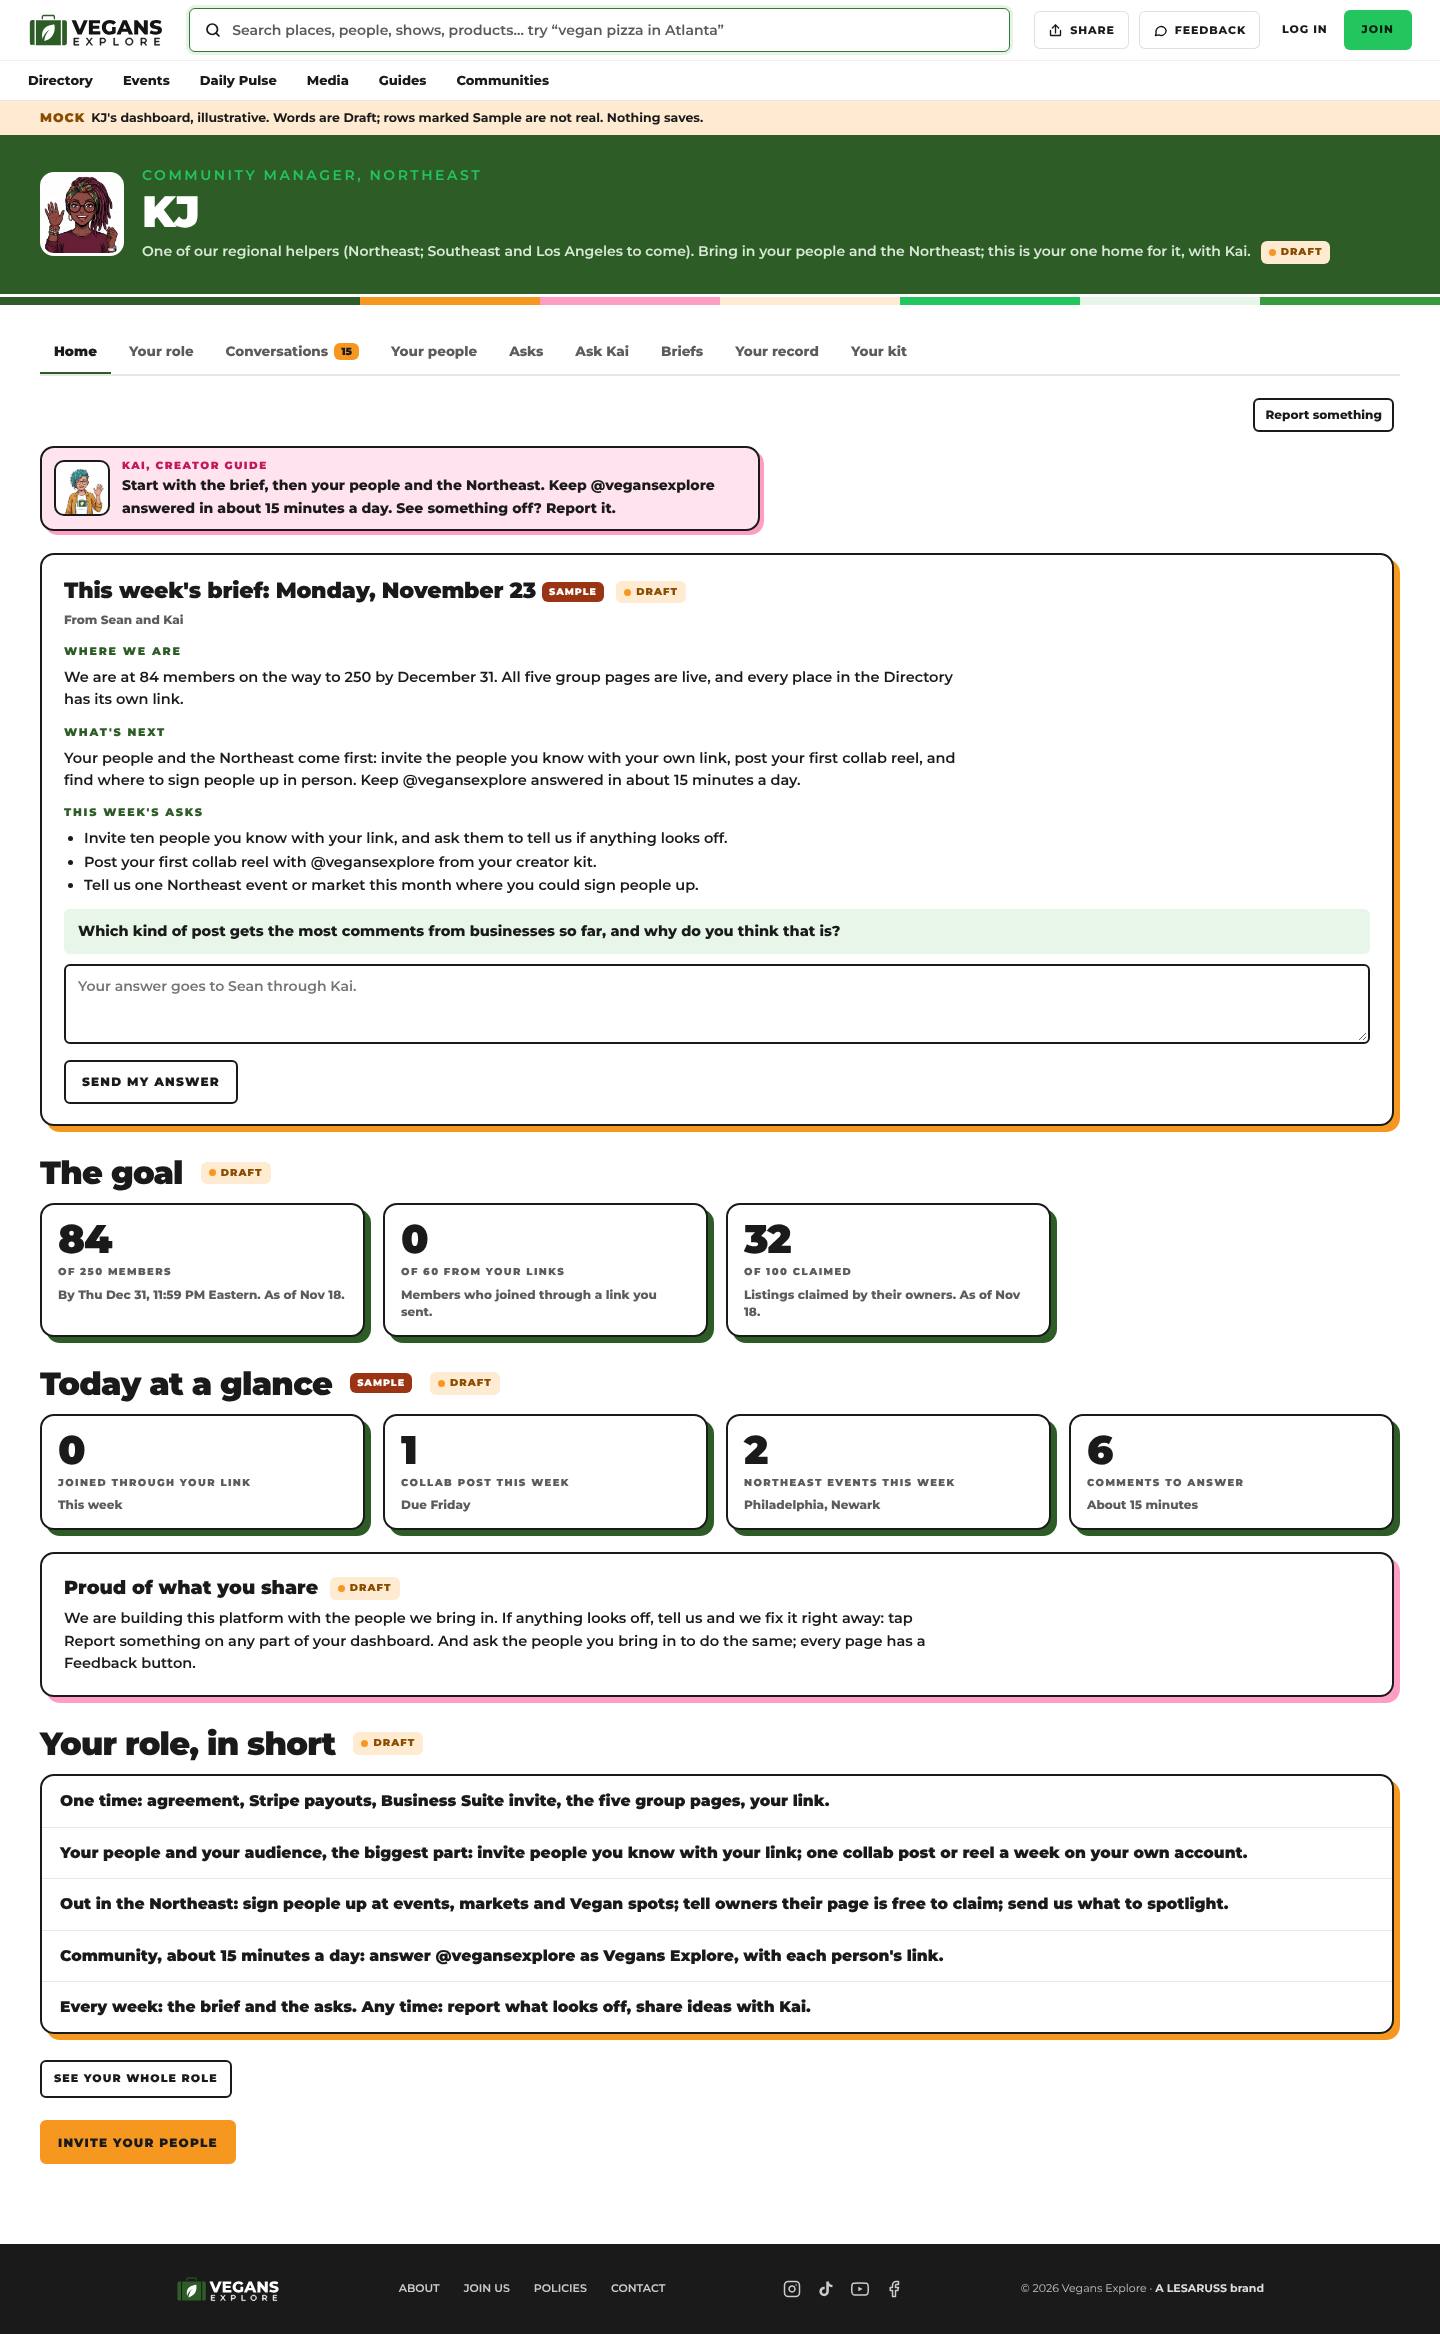 VEGANS
EXPLORE
Search places, people, shows, products... try “vegan pizza in Atlanta”
SHARE
FEEDBACK
LOG IN
JOIN
Directory
Events
Daily Pulse
Media
Guides
Communities
MOCK KJ's dashboard, illustrative. Words are Draft; rows marked Sample are not real. Nothing saves.
COMMUNITY MANAGER, NORTHEAST
KJ
One of our regional helpers (Northeast; Southeast and Los Angeles to come). Bring in your people and the Northeast; this is your one home for it, with Kai. DRAFT
Home
Your role
Conversations 15
Your people
Asks
Ask Kai
Briefs
Your record
Your kit
Report something
KAI, CREATOR GUIDE
Start with the brief, then your people and the Northeast. Keep @vegansexplore
answered in about 15 minutes a day. See something off? Report it.
This week's brief: Monday, November 23 SAMPLE DRAFT
From Sean and Kai
WHERE WE ARE
We are at 84 members on the way to 250 by December 31. All five group pages are live, and every place in the Directory
has its own link.
WHAT'S NEXT
Your people and the Northeast come first: invite the people you know with your own link, post your first collab reel, and
find where to sign people up in person. Keep @vegansexplore answered in about 15 minutes a day.
THIS WEEK'S ASKS
• Invite ten people you know with your link, and ask them to tell us if anything looks off.
• Post your first collab reel with @vegansexplore from your creator kit.
• Tell us one Northeast event or market this month where you could sign people up.
Which kind of post gets the most comments from businesses so far, and why do you think that is?
Your answer goes to Sean through Kai.
SEND MY ANSWER
The goal DRAFT
84
OF 250 MEMBERS
By Thu Dec 31, 11:59 PM Eastern. As of Nov 18.
0
OF 60 FROM YOUR LINKS
Members who joined through a link you
sent.
32
OF 100 CLAIMED
Listings claimed by their owners. As of Nov
18.
Today at a glance SAMPLE DRAFT
0
JOINED THROUGH YOUR LINK
This week
1
COLLAB POST THIS WEEK
Due Friday
2
NORTHEAST EVENTS THIS WEEK
Philadelphia, Newark
6
COMMENTS TO ANSWER
About 15 minutes
Proud of what you share DRAFT
We are building this platform with the people we bring in. If anything looks off, tell us and we fix it right away: tap
Report something on any part of your dashboard. And ask the people you bring in to do the same; every page has a
Feedback button.
Your role, in short DRAFT
One time: agreement, Stripe payouts, Business Suite invite, the five group pages, your link.
Your people and your audience, the biggest part: invite people you know with your link; one collab post or reel a week on your own account.
Out in the Northeast: sign people up at events, markets and Vegan spots; tell owners their page is free to claim; send us what to spotlight.
Community, about 15 minutes a day: answer @vegansexplore as Vegans Explore, with each person's link.
Every week: the brief and the asks. Any time: report what looks off, share ideas with Kai.
SEE YOUR WHOLE ROLE
INVITE YOUR PEOPLE
VEGANS
EXPLORE
ABOUT
JOIN US
POLICIES
CONTACT
© 2026 Vegans Explore · A LESARUSS brand